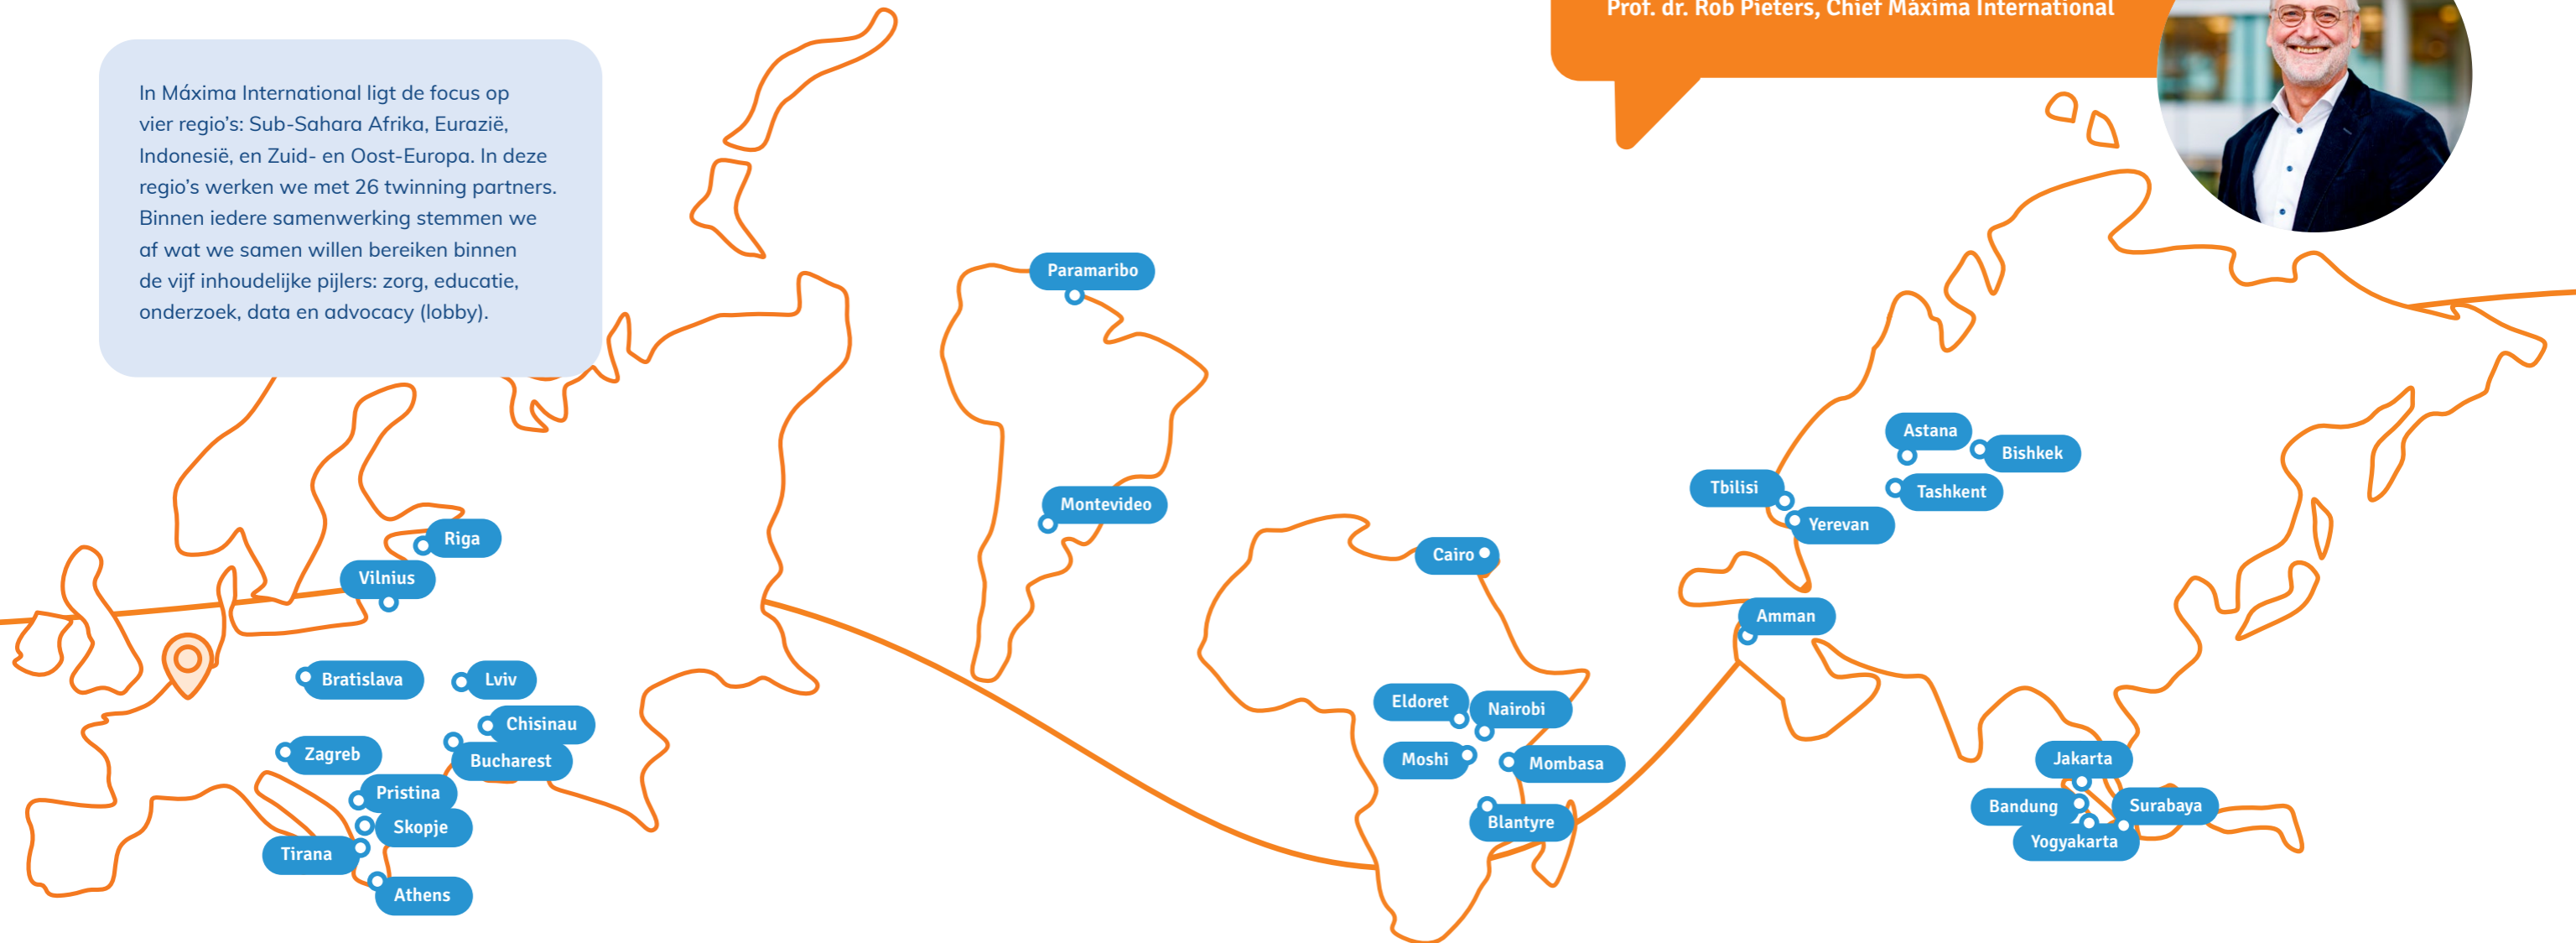 Prof. dr. Rob Pieters, Chief Máxima International
In Máxima International ligt de focus op
vier regio's: Sub-Sahara Afrika, Eurazië,
Indonesië, en Zuid- en Oost-Europa. In deze
regio's werken we met 26 twinning partners.
Binnen iedere samenwerking stemmen we
af wat we samen willen bereiken binnen
de vijf inhoudelijke pijlers: zorg, educatie,
onderzoek, data en advocacy (lobby).
Riga
Vilnius
Bratislava
Lviv
Chisinau
Zagreb
Bucharest
Pristina
Skopje
Tirana
Athens
Paramaribo
Montevideo
Cairo
Eldoret
Nairobi
Moshi
Mombasa
Blantyre
Astana
Bishkek
Tbilisi
Tashkent
Yerevan
Amman
Jakarta
Bandung
Surabaya
Yogyakarta